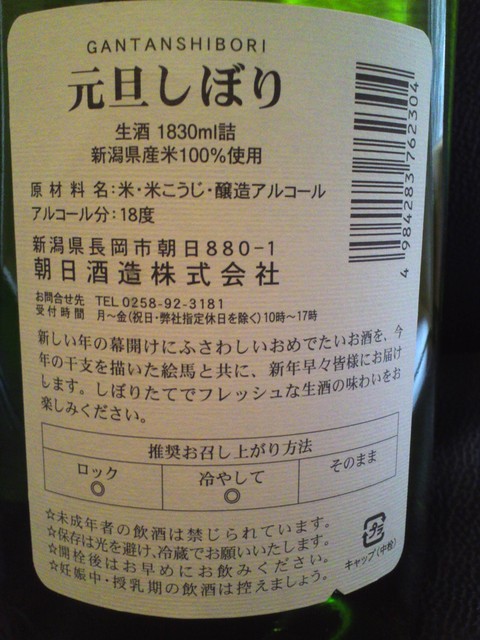 GANTANSHIBORI
元旦しぼり
生酒 1830ml詰
新潟県産米100%使用
原材料名:米・米こうじ・醸造アルコール
アルコール分:18度
新潟県長岡市朝日880-1
朝日酒造株式会社
お問合せ先 TEL0258-92-3181
受付時間 月〜金(祝日・弊社指定休日を除く)10時〜17時
新しい年の幕開けにふさわしいおめでたいお酒を、今
年の干支を描いた絵馬と共に、新年早々皆様にお届け
します。しぼりたてでフレッシュな生酒の味わいをお
楽しみください。
推奨お召し上がり方法
ロック 冷やして そのまま
◎ ◎
☆未成年者の飲酒は禁じられています。
☆保存は光を避け、冷蔵でお願いいたします。
☆開栓後はお早めにお飲みください。
☆妊娠中・授乳期の飲酒は控えましょう。
プラ
キャップ(中栓)
4 984283 762304